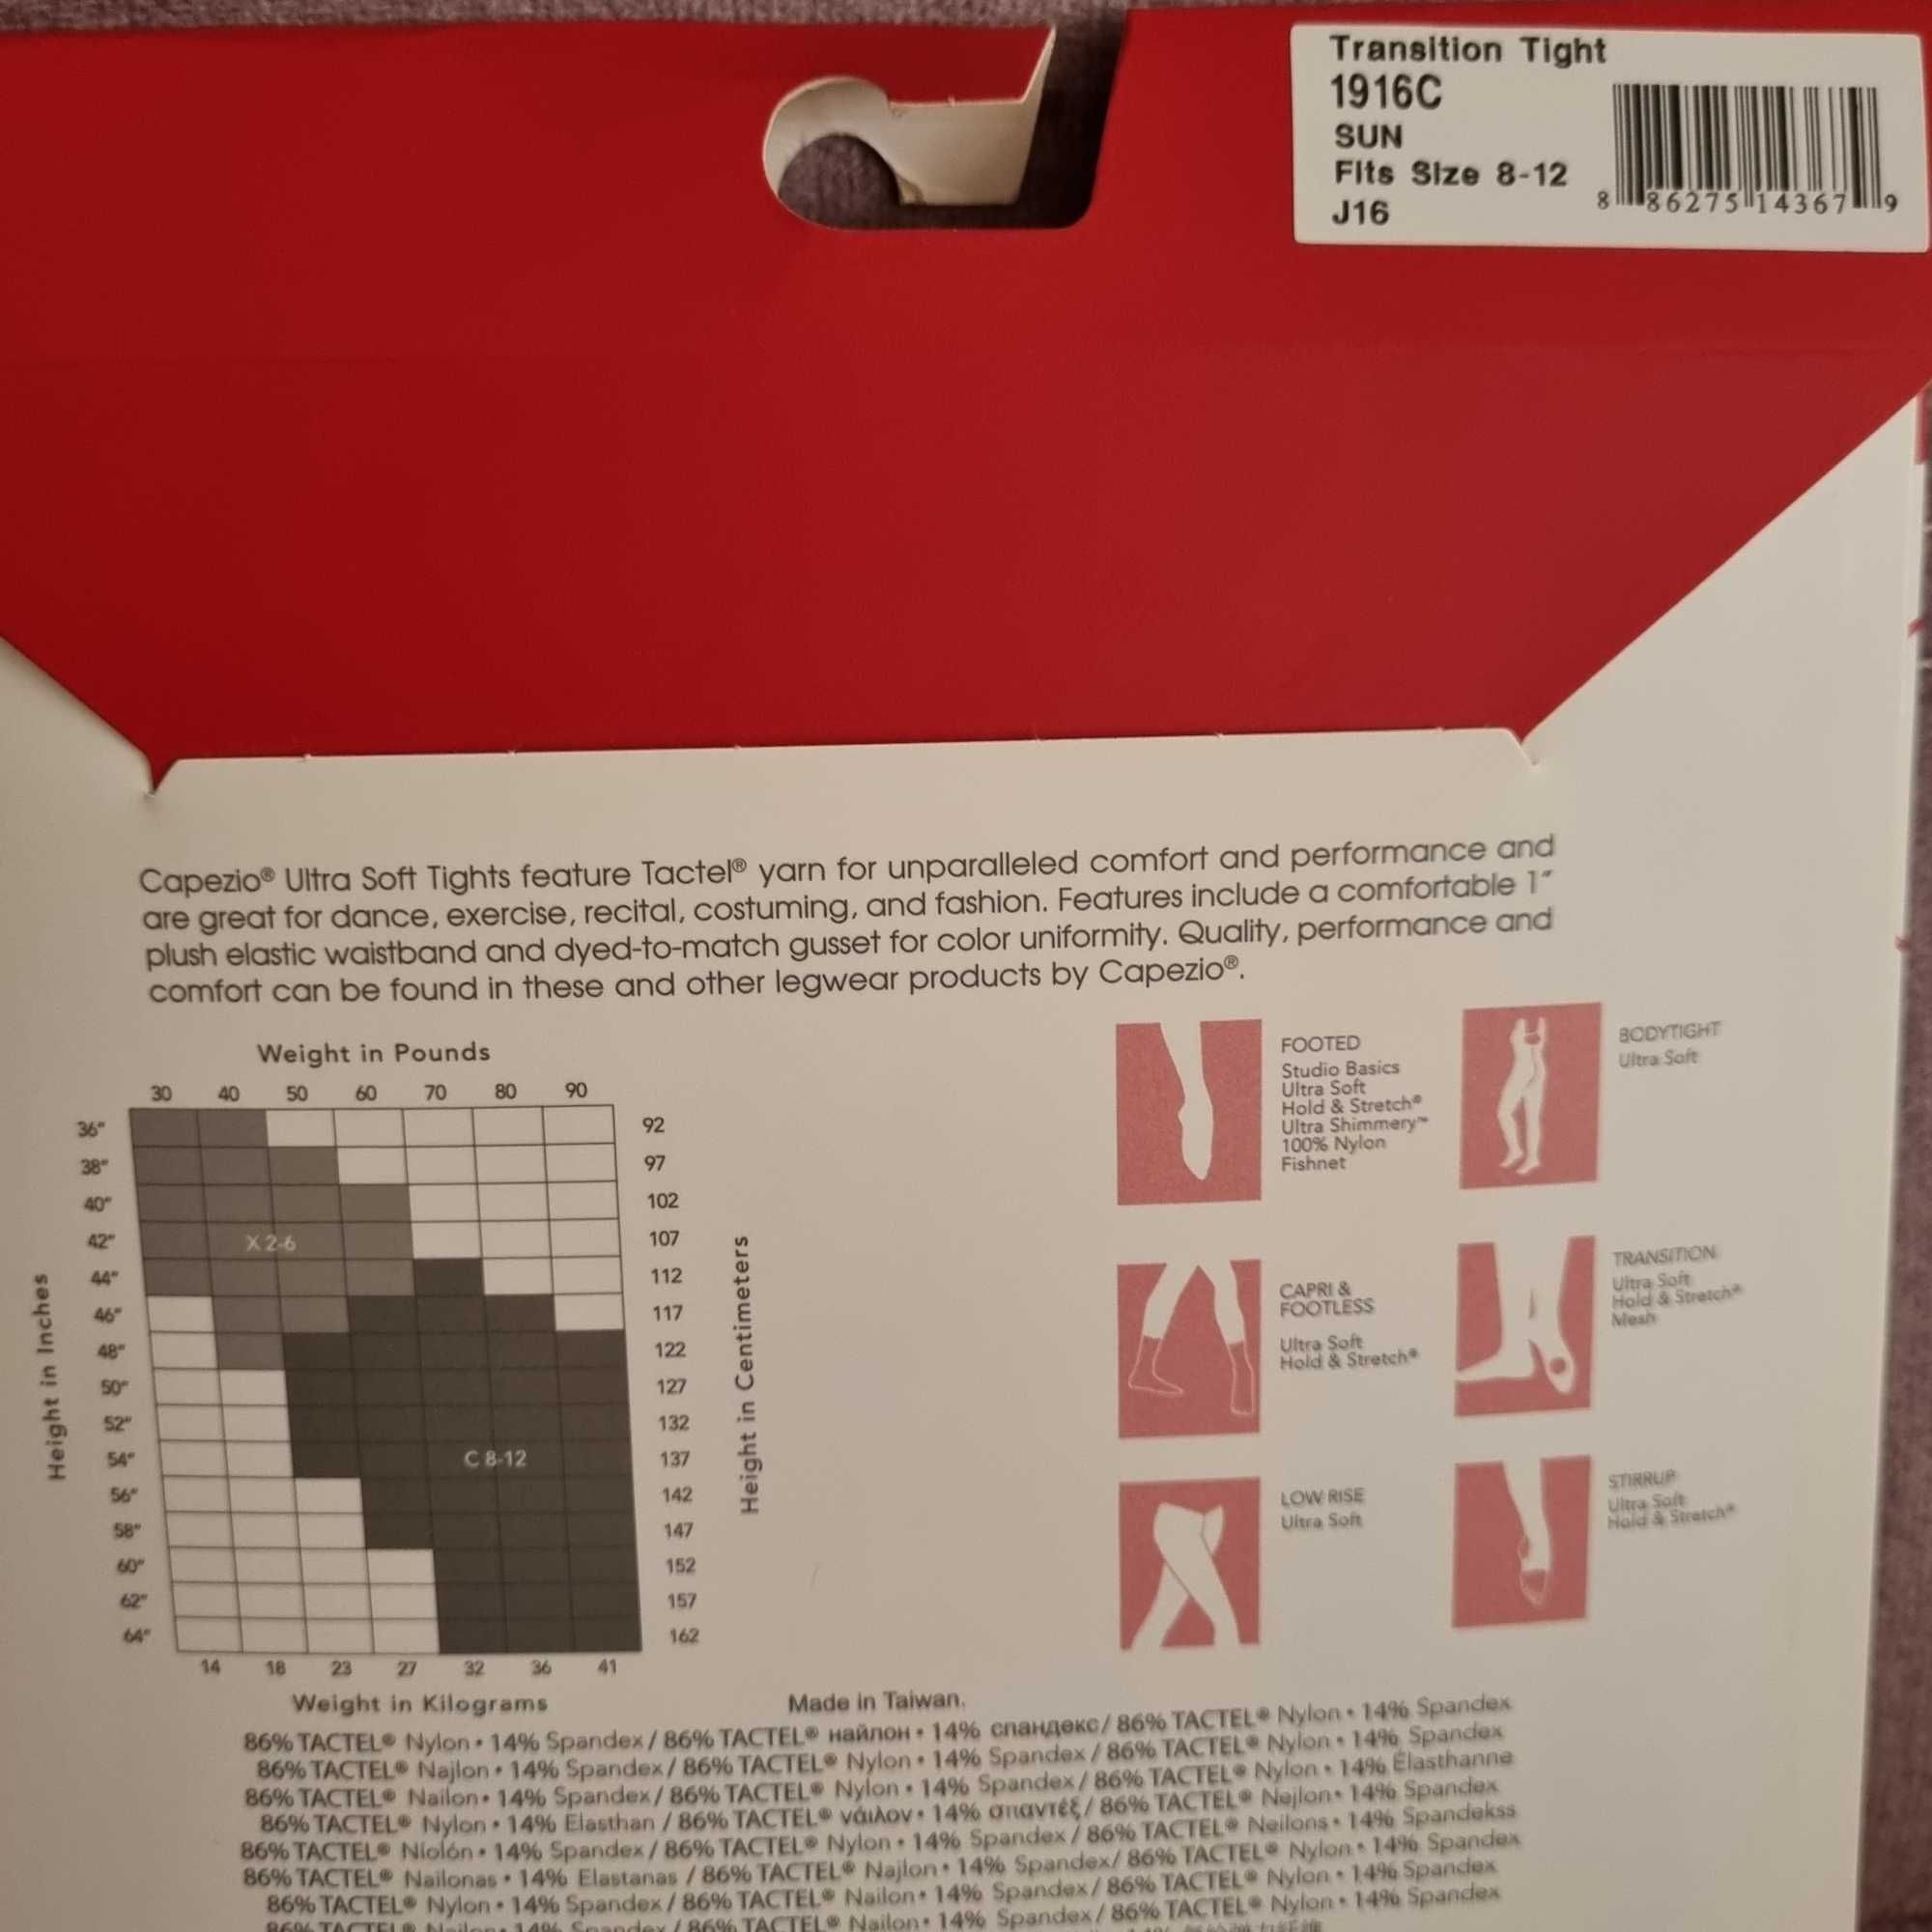 Transition Tight
1916C
SUN
Fits Size 8-12
J16
8 86275 14367 9
Capezio® Ultra Soft Tights feature Tactel® yarn for unparalleled comfort and performance and
are great for dance, exercise, recital, costuming, and fashion. Features include a comfortable 1"
plush elastic waistband and dyed-to-match gusset for color uniformity. Quality, performance and
comfort can be found in these and other legwear products by Capezio®.
Weight in Pounds
30 40 50 60 70 80 90
Height in Inches
36" 92
38" 97
40" 102
42" X 2-6 107
44" 112
46" 117
48" 122
50" 127
52" 132
54" C 8-12 137
56" 142
58" 147
60" 152
62" 157
64" 162
Height in Centimeters
14 18 23 27 32 36 41
Weight in Kilograms
FOOTED
Studio Basics
Ultra Soft
Hold & Stretch®
Ultra Shimmery™
100% Nylon
Fishnet
BODYTIGHT
Ultra Soft
CAPRI &
FOOTLESS
Ultra Soft
Hold & Stretch®
TRANSITION
Ultra Soft
Hold & Stretch®
Mesh
LOW RISE
Ultra Soft
STIRRUP
Ultra Soft
Hold & Stretch®
Made in Taiwan.
86% TACTEL® Nylon • 14% Spandex / 86% TACTEL® найлон • 14% спандекс / 86% TACTEL® Nylon • 14% Spandex
86% TACTEL® Najlon • 14% Spandex / 86% TACTEL® Nylon • 14% Spandex / 86% TACTEL® Nylon • 14% Spandex
86% TACTEL® Nailon • 14% Spandex / 86% TACTEL® Nylon • 14% Spandex / 86% TACTEL® Nylon • 14% Élasthanne
86% TACTEL® Nylon • 14% Elasthan / 86% TACTEL® νάιλον • 14% σπαντέξ / 86% TACTEL® Nejlon • 14% Spandex
86% TACTEL® Níolón • 14% Spandex / 86% TACTEL® Nylon • 14% Spandex / 86% TACTEL® Neilons • 14% Spandekss
86% TACTEL® Nailonas • 14% Elastanas / 86% TACTEL® Najlon • 14% Spandex / 86% TACTEL® Nylon • 14% Spandex
86% TACTEL® Nylon • 14% Spandex / 86% TACTEL® Nailon • 14% Spandex / 86% TACTEL® Nylon • 14% Spandex
86% TACTEL® Nailon • 14% Spandex / 86% TACTEL® Nailon • 14% Spandex / 86% TACTEL® Nylon • 14% Spandex